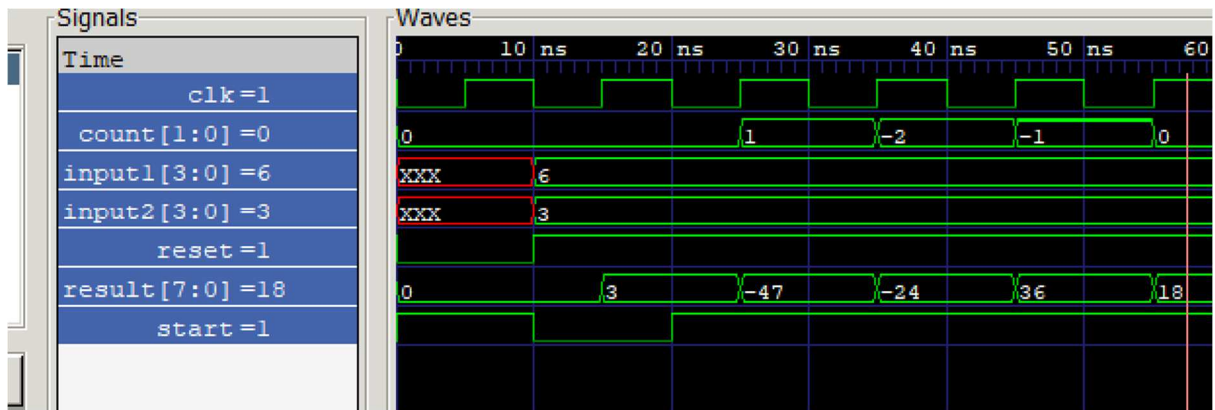 Signals
Waves
Time
0 10 ns 20 ns 30 ns 40 ns 50 ns 60
clk=1
count[1:0]=0 0 1 -2 -1 0
input1[3:0]=6 xxx 6
input2[3:0]=3 xxx 3
reset=1
result[7:0]=18 0 3 -47 -24 36 18
start=1